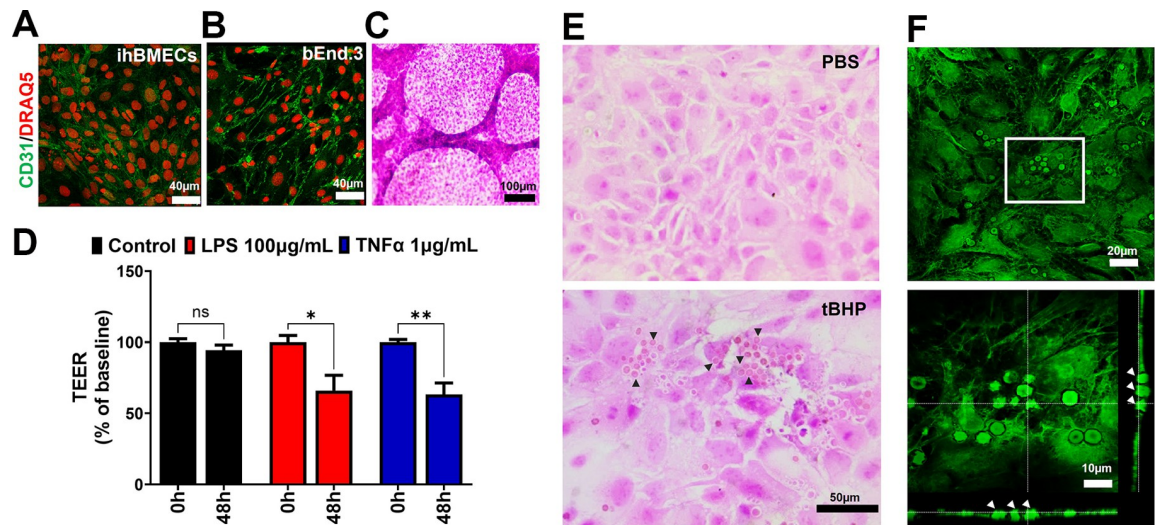 A
ihBMECs
CD31/DRAQ5
40µm
B
bEnd.3
40µm
C
100µm
D
Control
LPS 100µg/mL
TNFα 1µg/mL
TEER
(% of baseline)
150
100
50
0
ns
*
**
0h
48h
0h
48h
0h
48h
E
PBS
tBHP
50µm
F
20µm
10µm